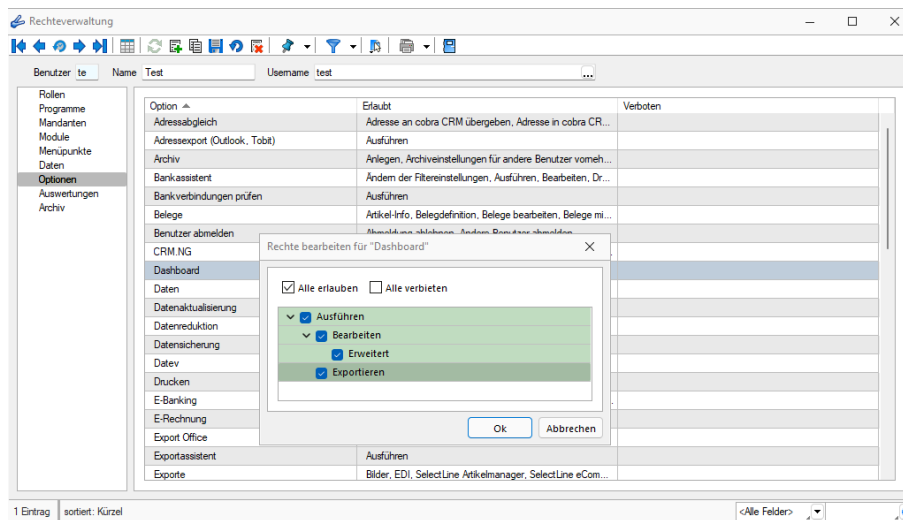 Rechteverwaltung
Benutzer te Name Test Username test ...
Rollen
Programme
Mandanten
Module
Menüpunkte
Daten
Optionen
Auswertungen
Archiv
Option Erlaubt Verboten
Adressabgleich Adresse an cobra CRM übergeben, Adresse in cobra CR...
Adressexport (Outlook, Tobit) Ausführen
Archiv Anlegen, Archiveinstellungen für andere Benutzer vorneh...
Bankassistent Ändern der Filtereinstellungen, Ausführen, Bearbeiten, Dr...
Bankverbindungen prüfen Ausführen
Belege Artikel-Info, Belegdefinition, Belege bearbeiten, Belege mi...
Benutzer abmelden Abmeldung ablehnen, Andere Benutzer abmelden
CRM.NG
Dashboard
Daten
Datenaktualisierung
Datenreduktion
Datensicherung
Datev
Drucken
E-Banking
E-Rechnung
Export Office
Exportassistent Ausführen
Exporte Bilder, EDI, SelectLine Artikelmanager, SelectLine eCom...
Rechte bearbeiten für "Dashboard"
Alle erlauben Alle verbieten
Ausführen
Bearbeiten
Erweitert
Exportieren
Ok Abbrechen
1 Eintrag sortiert: Kürzel <Alle Felder>